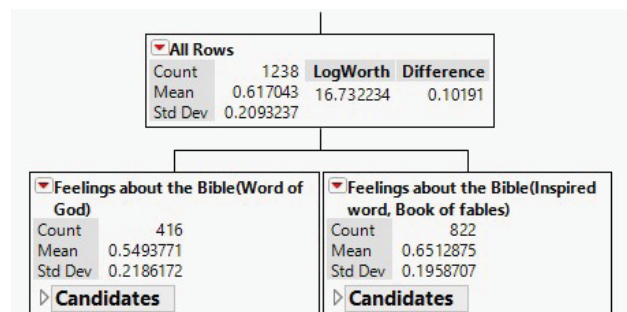 All Rows
Count 1238 LogWorth Difference
Mean 0.617043 16.732234 0.10191
Std Dev 0.2093237
Feelings about the Bible(Word of
God)
Count 416
Mean 0.5493771
Std Dev 0.2186172
Candidates
Feelings about the Bible(Inspired
word, Book of fables)
Count 822
Mean 0.6512875
Std Dev 0.1958707
Candidates